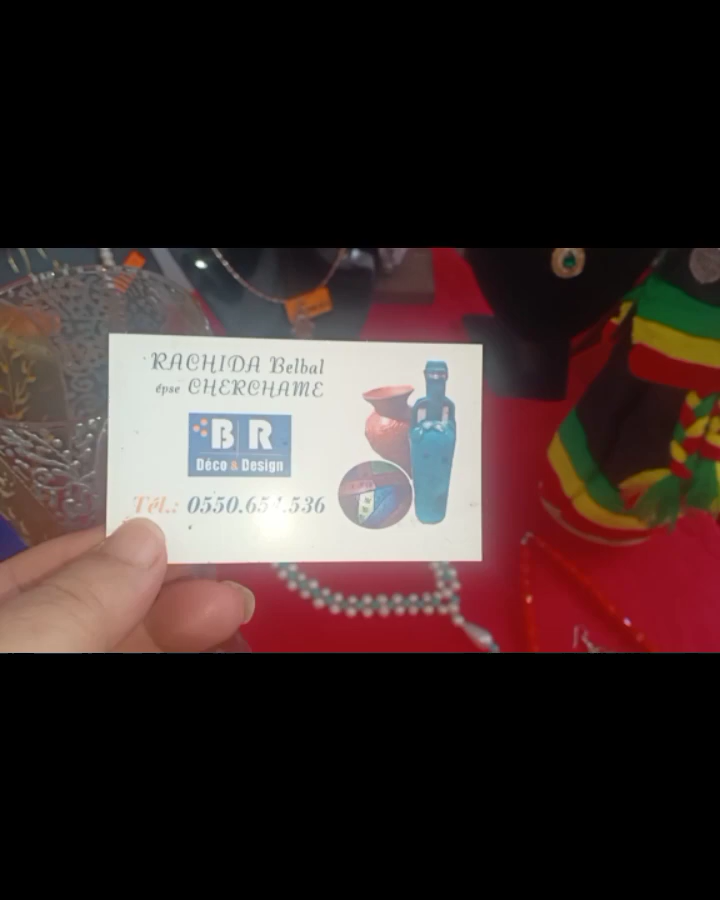 RACHIDA Belbal
épse CHERCHAME
BR
Déco & Design
Tél.: